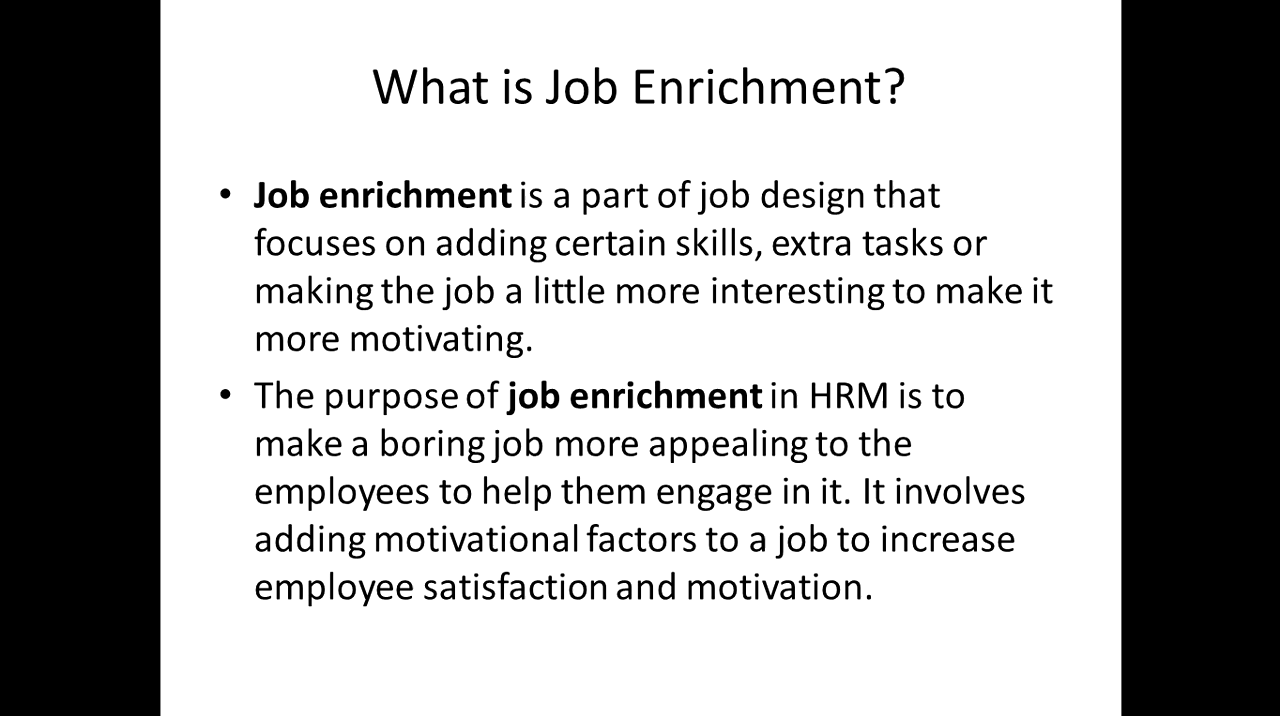 What is Job Enrichment?
• Job enrichment is a part of job design that
focuses on adding certain skills, extra tasks or
making the job a little more interesting to make it
more motivating.
• The purpose of job enrichment in HRM is to
make a boring job more appealing to the
employees to help them engage in it. It involves
adding motivational factors to a job to increase
employee satisfaction and motivation.